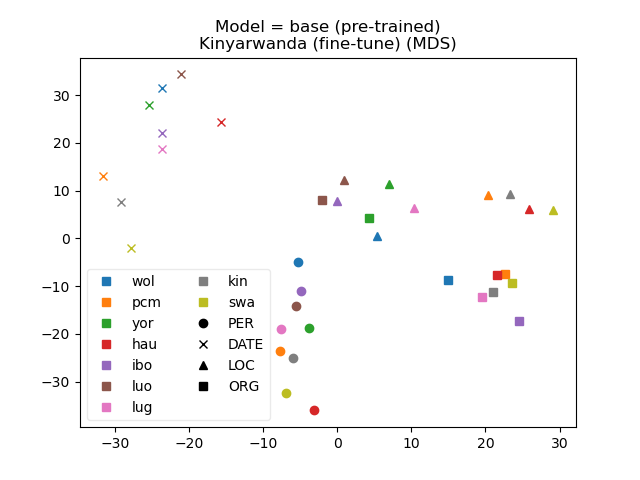 Model = base (pre-trained)
Kinyarwanda (fine-tune) (MDS)
30
20
10
0
−10
−20
−30
wol
pcm
yor
hau
ibo
luo
lug
kin
swa
PER
DATE
LOC
ORG
−30
−20
−10
0
10
20
30